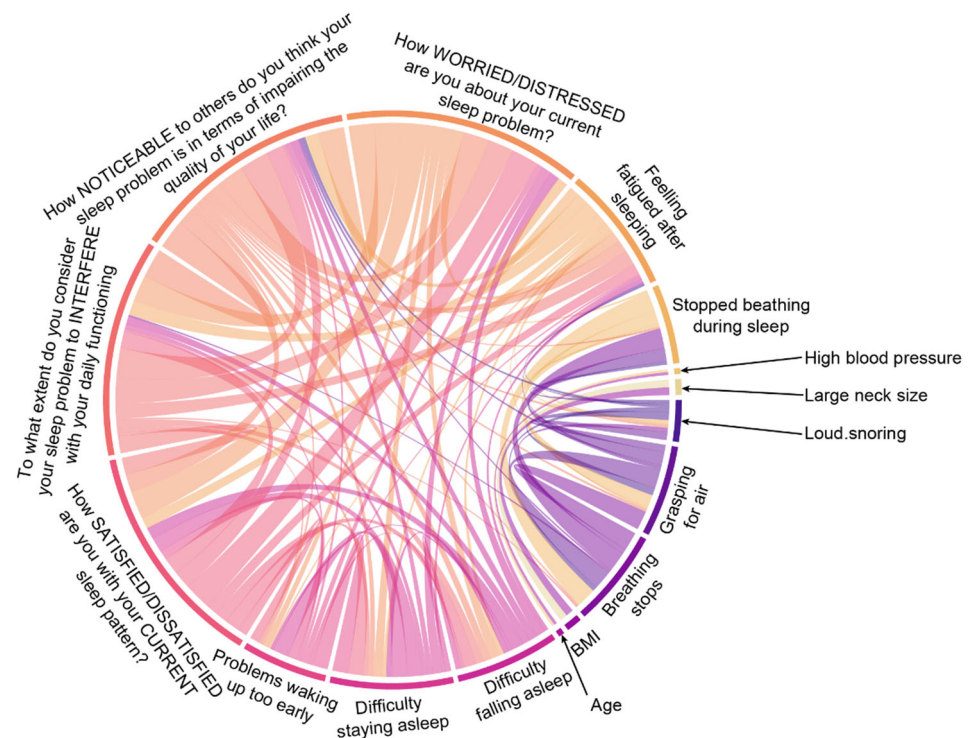 How NOTICEABLE to others do you think your
sleep problem is in terms of impairing the
quality of your life?
How WORRIED/DISTRESSED
are you about your current
sleep problem?
Feelling
fatigued after
sleeping
Stopped beathing
during sleep
High blood pressure
Large neck size
Loud.snoring
Grasping
for air
Breathing
stops
BMI
Age
Difficulty
falling asleep
Difficulty
staying asleep
Problems waking
up too early
How SATISFIED/DISSATISFIED
are you with your CURRENT
sleep pattern?
To what extent do you consider
your sleep problem to INTERFERE
with your daily functioning